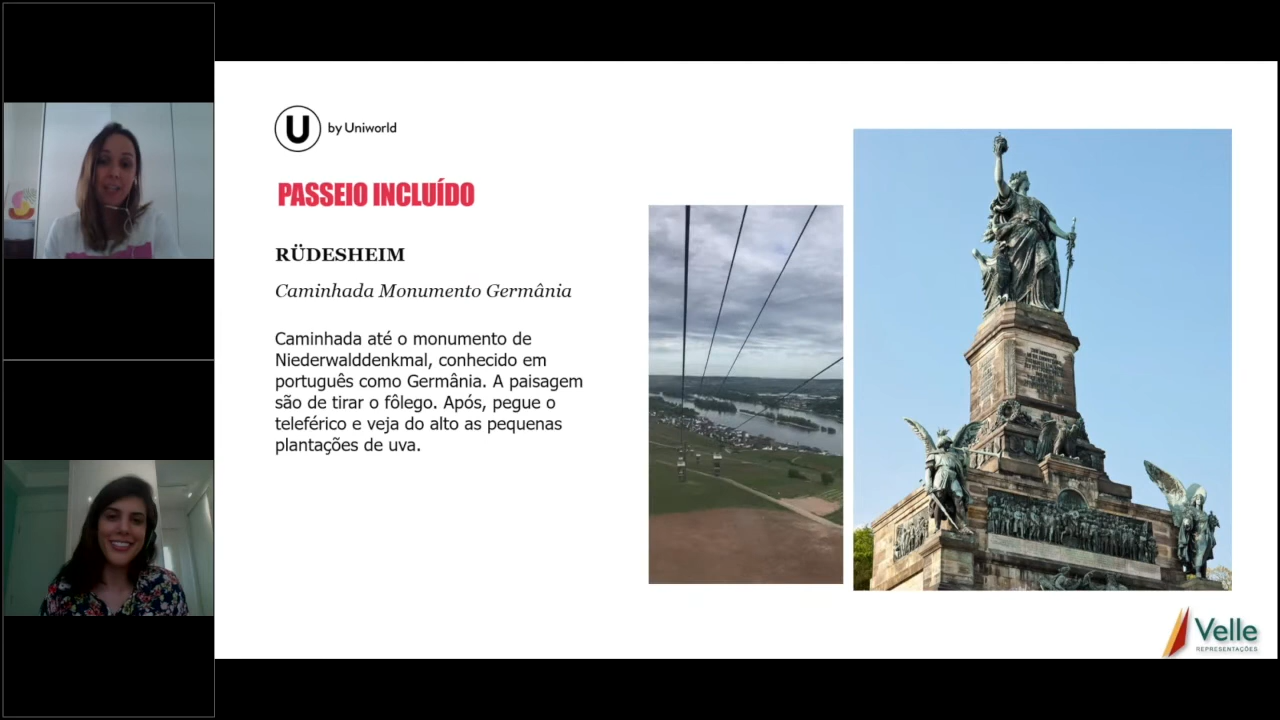 U by Uniworld
PASSEIO INCLUÍDO
RÜDESHEIM
Caminhada Monumento Germânia
Caminhada até o monumento de
Niederwalddenkmal, conhecido em
português como Germânia. A paisagem
são de tirar o fôlego. Após, pegue o
teleférico e veja do alto as pequenas
plantações de uva.
Velle
REPRESENTAÇÕES